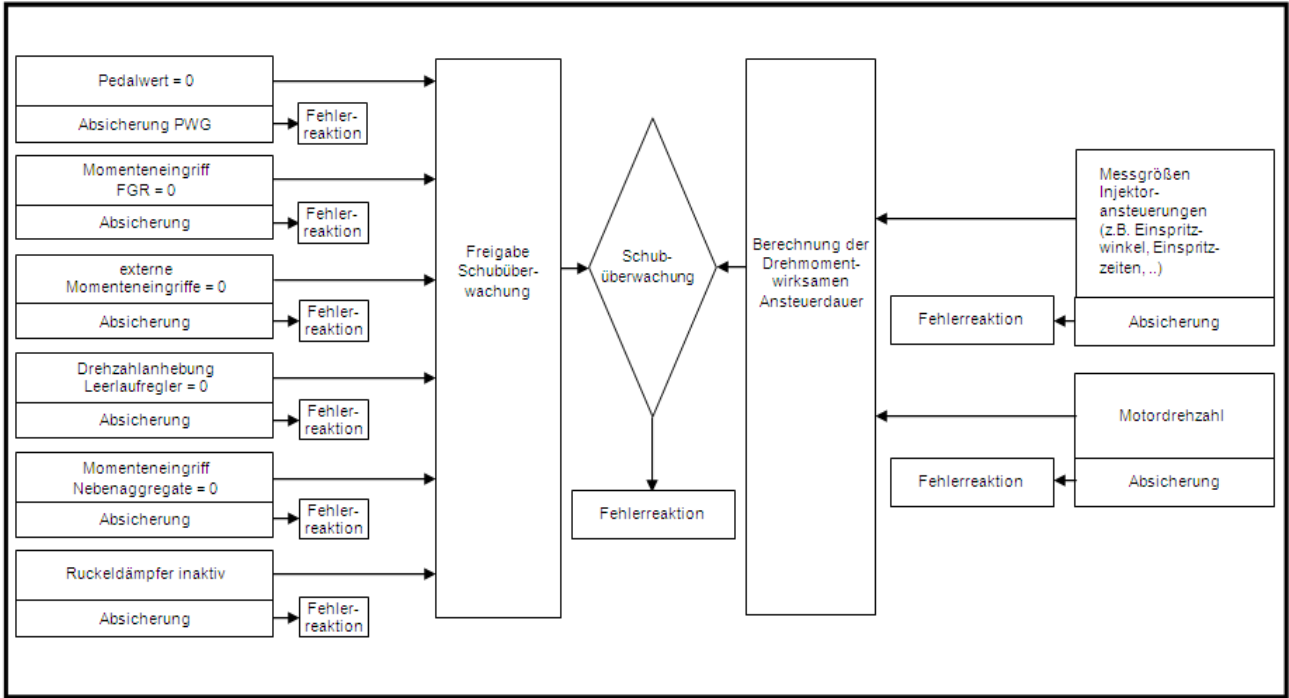 Pedalwert = 0
Absicherung PWG
Fehler-
reaktion
Momenteneingriff
FGR = 0
Absicherung
Fehler-
reaktion
externe
Momenteneingriffe = 0
Absicherung
Fehler-
reaktion
Drehzahlanhebung
Leerlaufregler = 0
Absicherung
Fehler-
reaktion
Momenteneingriff
Nebenaggregate = 0
Absicherung
Fehler-
reaktion
Ruckeldämpfer inaktiv
Absicherung
Fehler-
reaktion
Freigabe
Schubüber-
wachung
Schub-
überwachung
Fehlerreaktion
Berechnung der
Drehmoment-
wirksamen
Ansteuerdauer
Messgrößen
Injektor-
ansteuerungen
(z.B. Einspritz-
winkel, Einspritz-
zeiten, ..)
Fehlerreaktion
Absicherung
Motordrehzahl
Fehlerreaktion
Absicherung